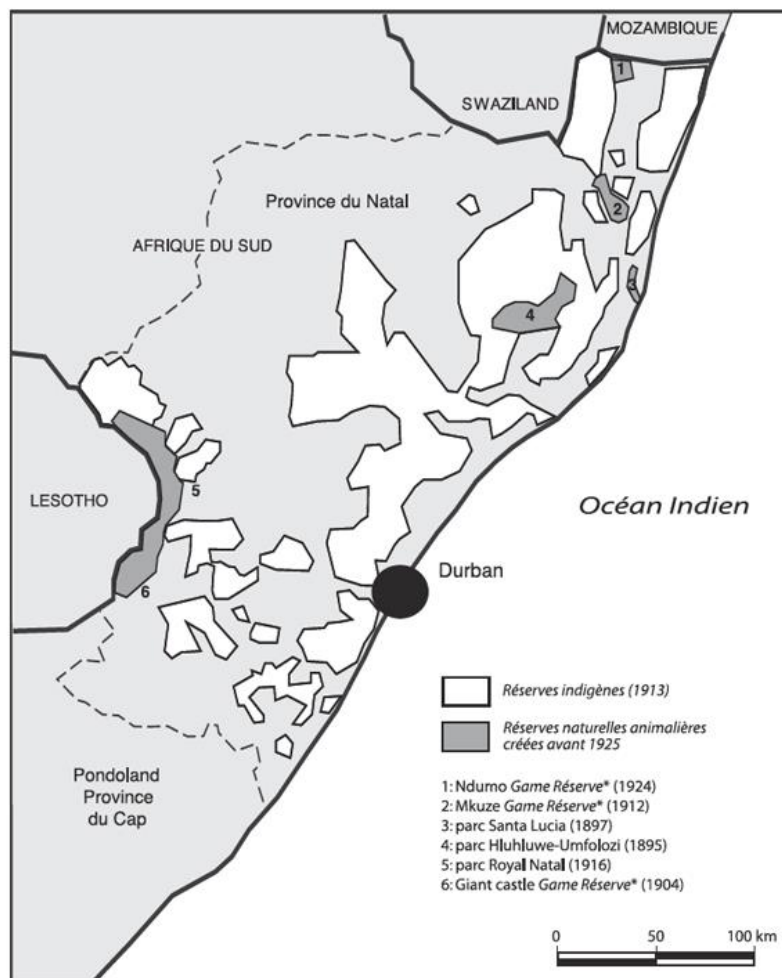 MOZAMBIQUE
1
SWAZILAND
Province du Natal
2
AFRIQUE DU SUD
3
4
5
LESOTHO
Océan Indien
Durban
6
Réserves indigènes (1913)
Réserves naturelles animalières
créées avant 1925
Pondoland
Province
du Cap
1: Ndumo Game Réserve* (1924)
2: Mkuze Game Réserve* (1912)
3: parc Santa Lucia (1897)
4: parc Hluhluwe-Umfolozi (1895)
5: parc Royal Natal (1916)
6: Giant castle Game Réserve* (1904)
0 50 100 km